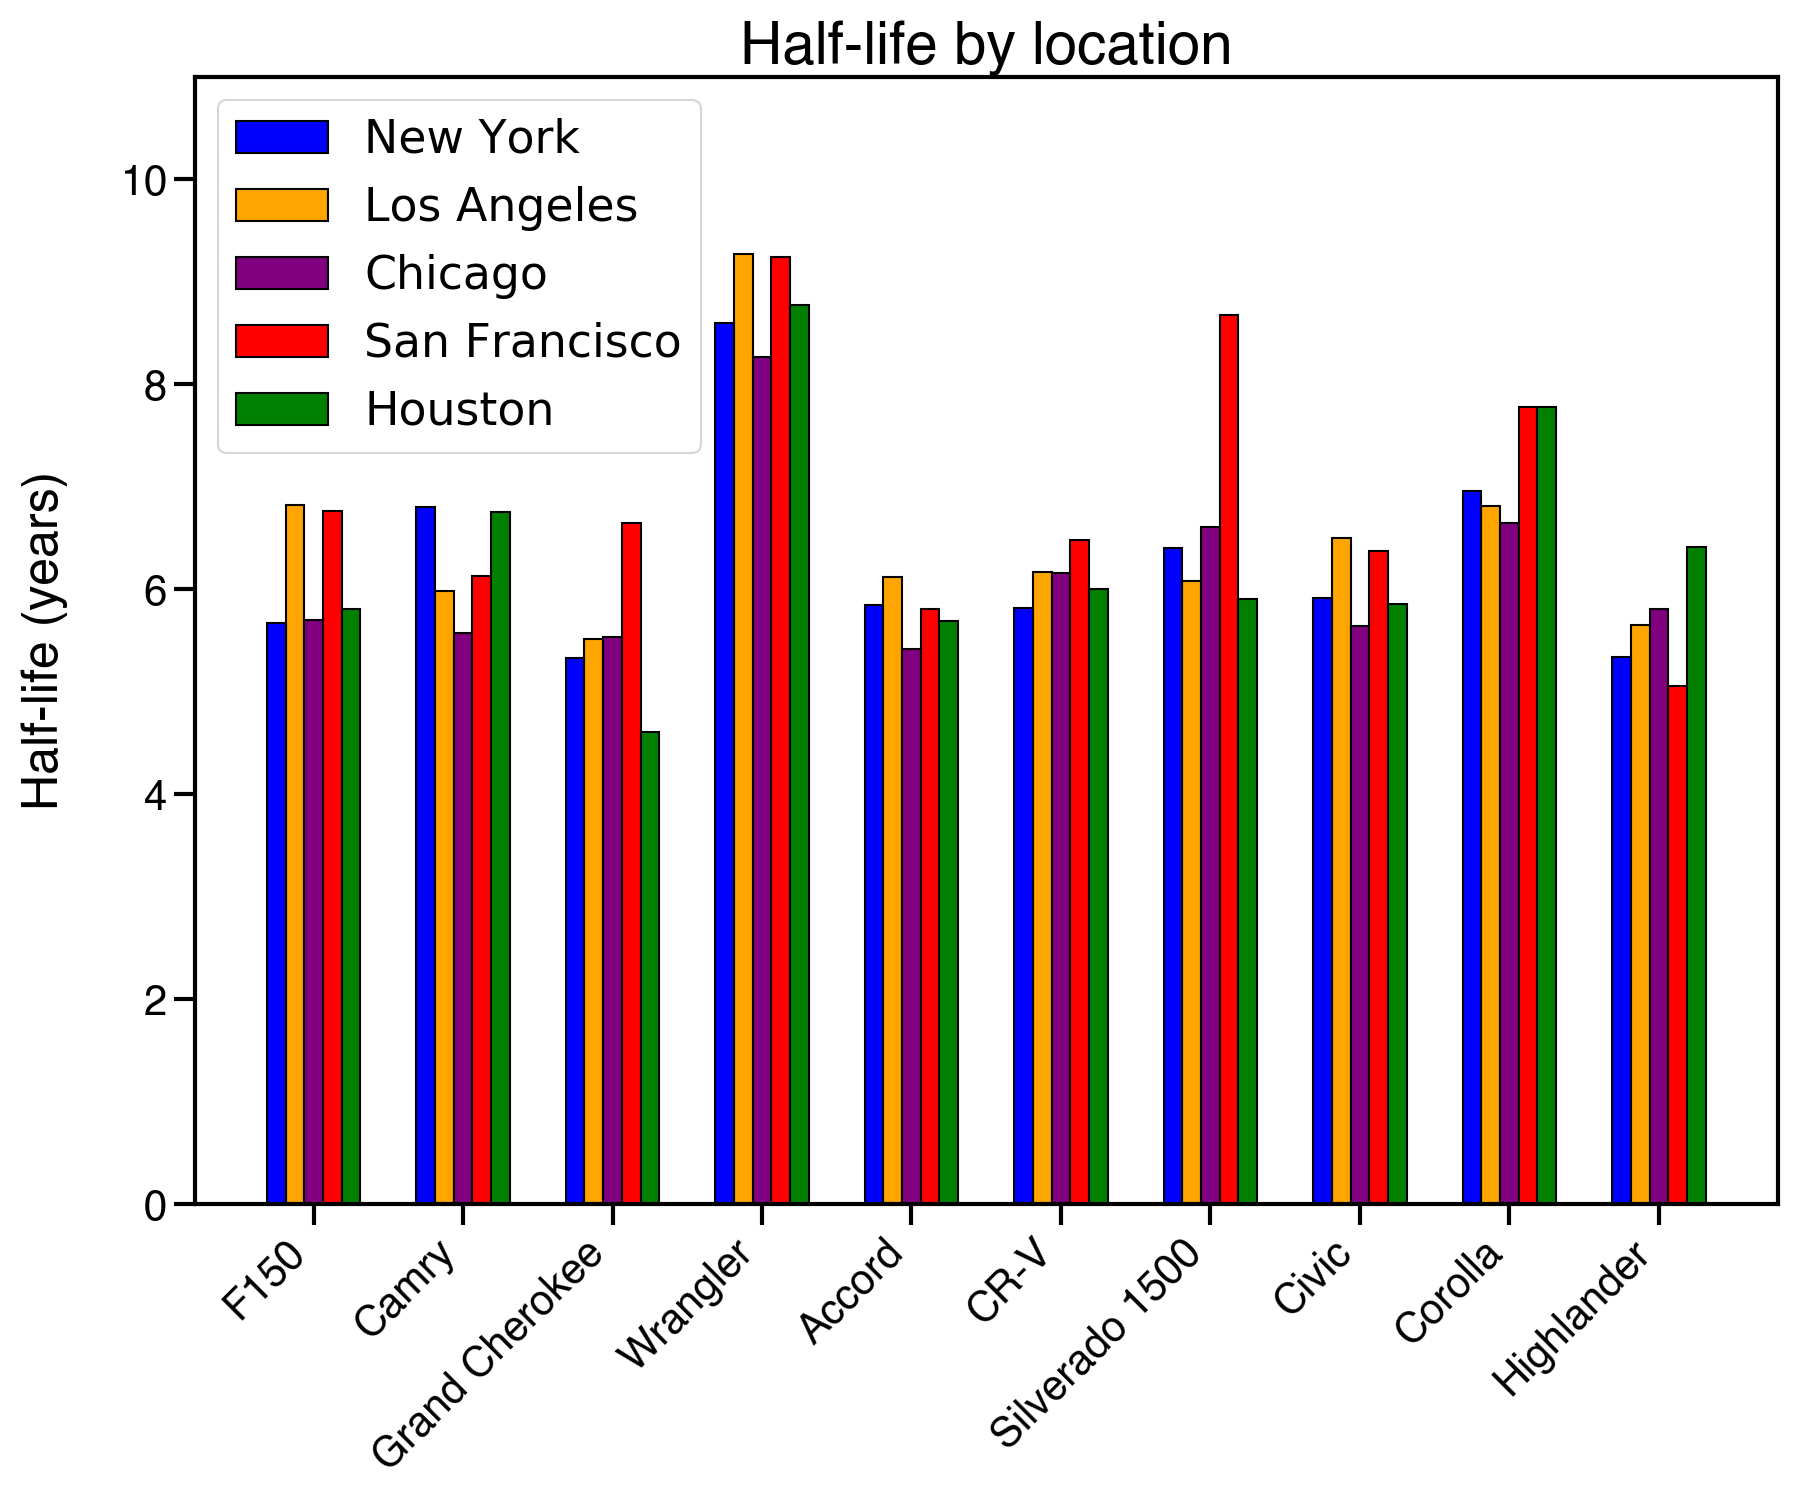 Half-life by location
New York
Los Angeles
Chicago
San Francisco
Houston
Half-life (years)
10
8
6
4
2
0
F150
Camry
Grand Cherokee
Wrangler
Accord
CR-V
Silverado 1500
Civic
Corolla
Highlander